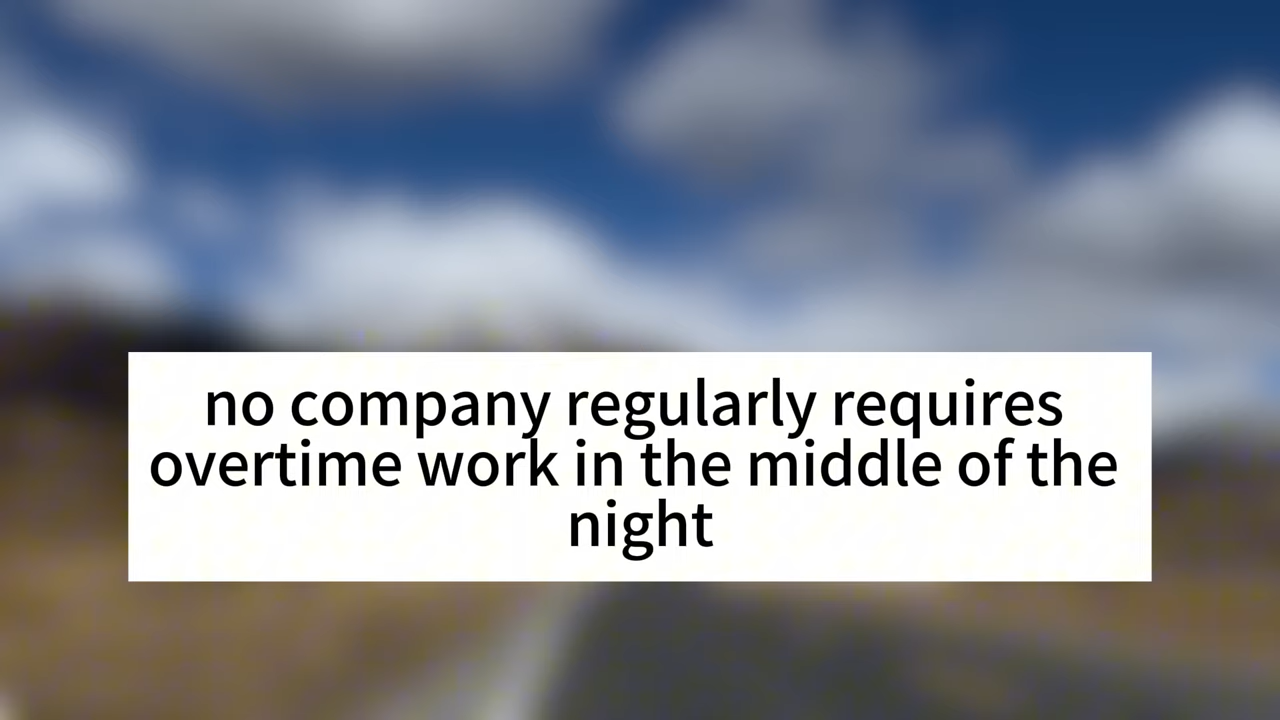 no company regularly requires
overtime work in the middle of the
night